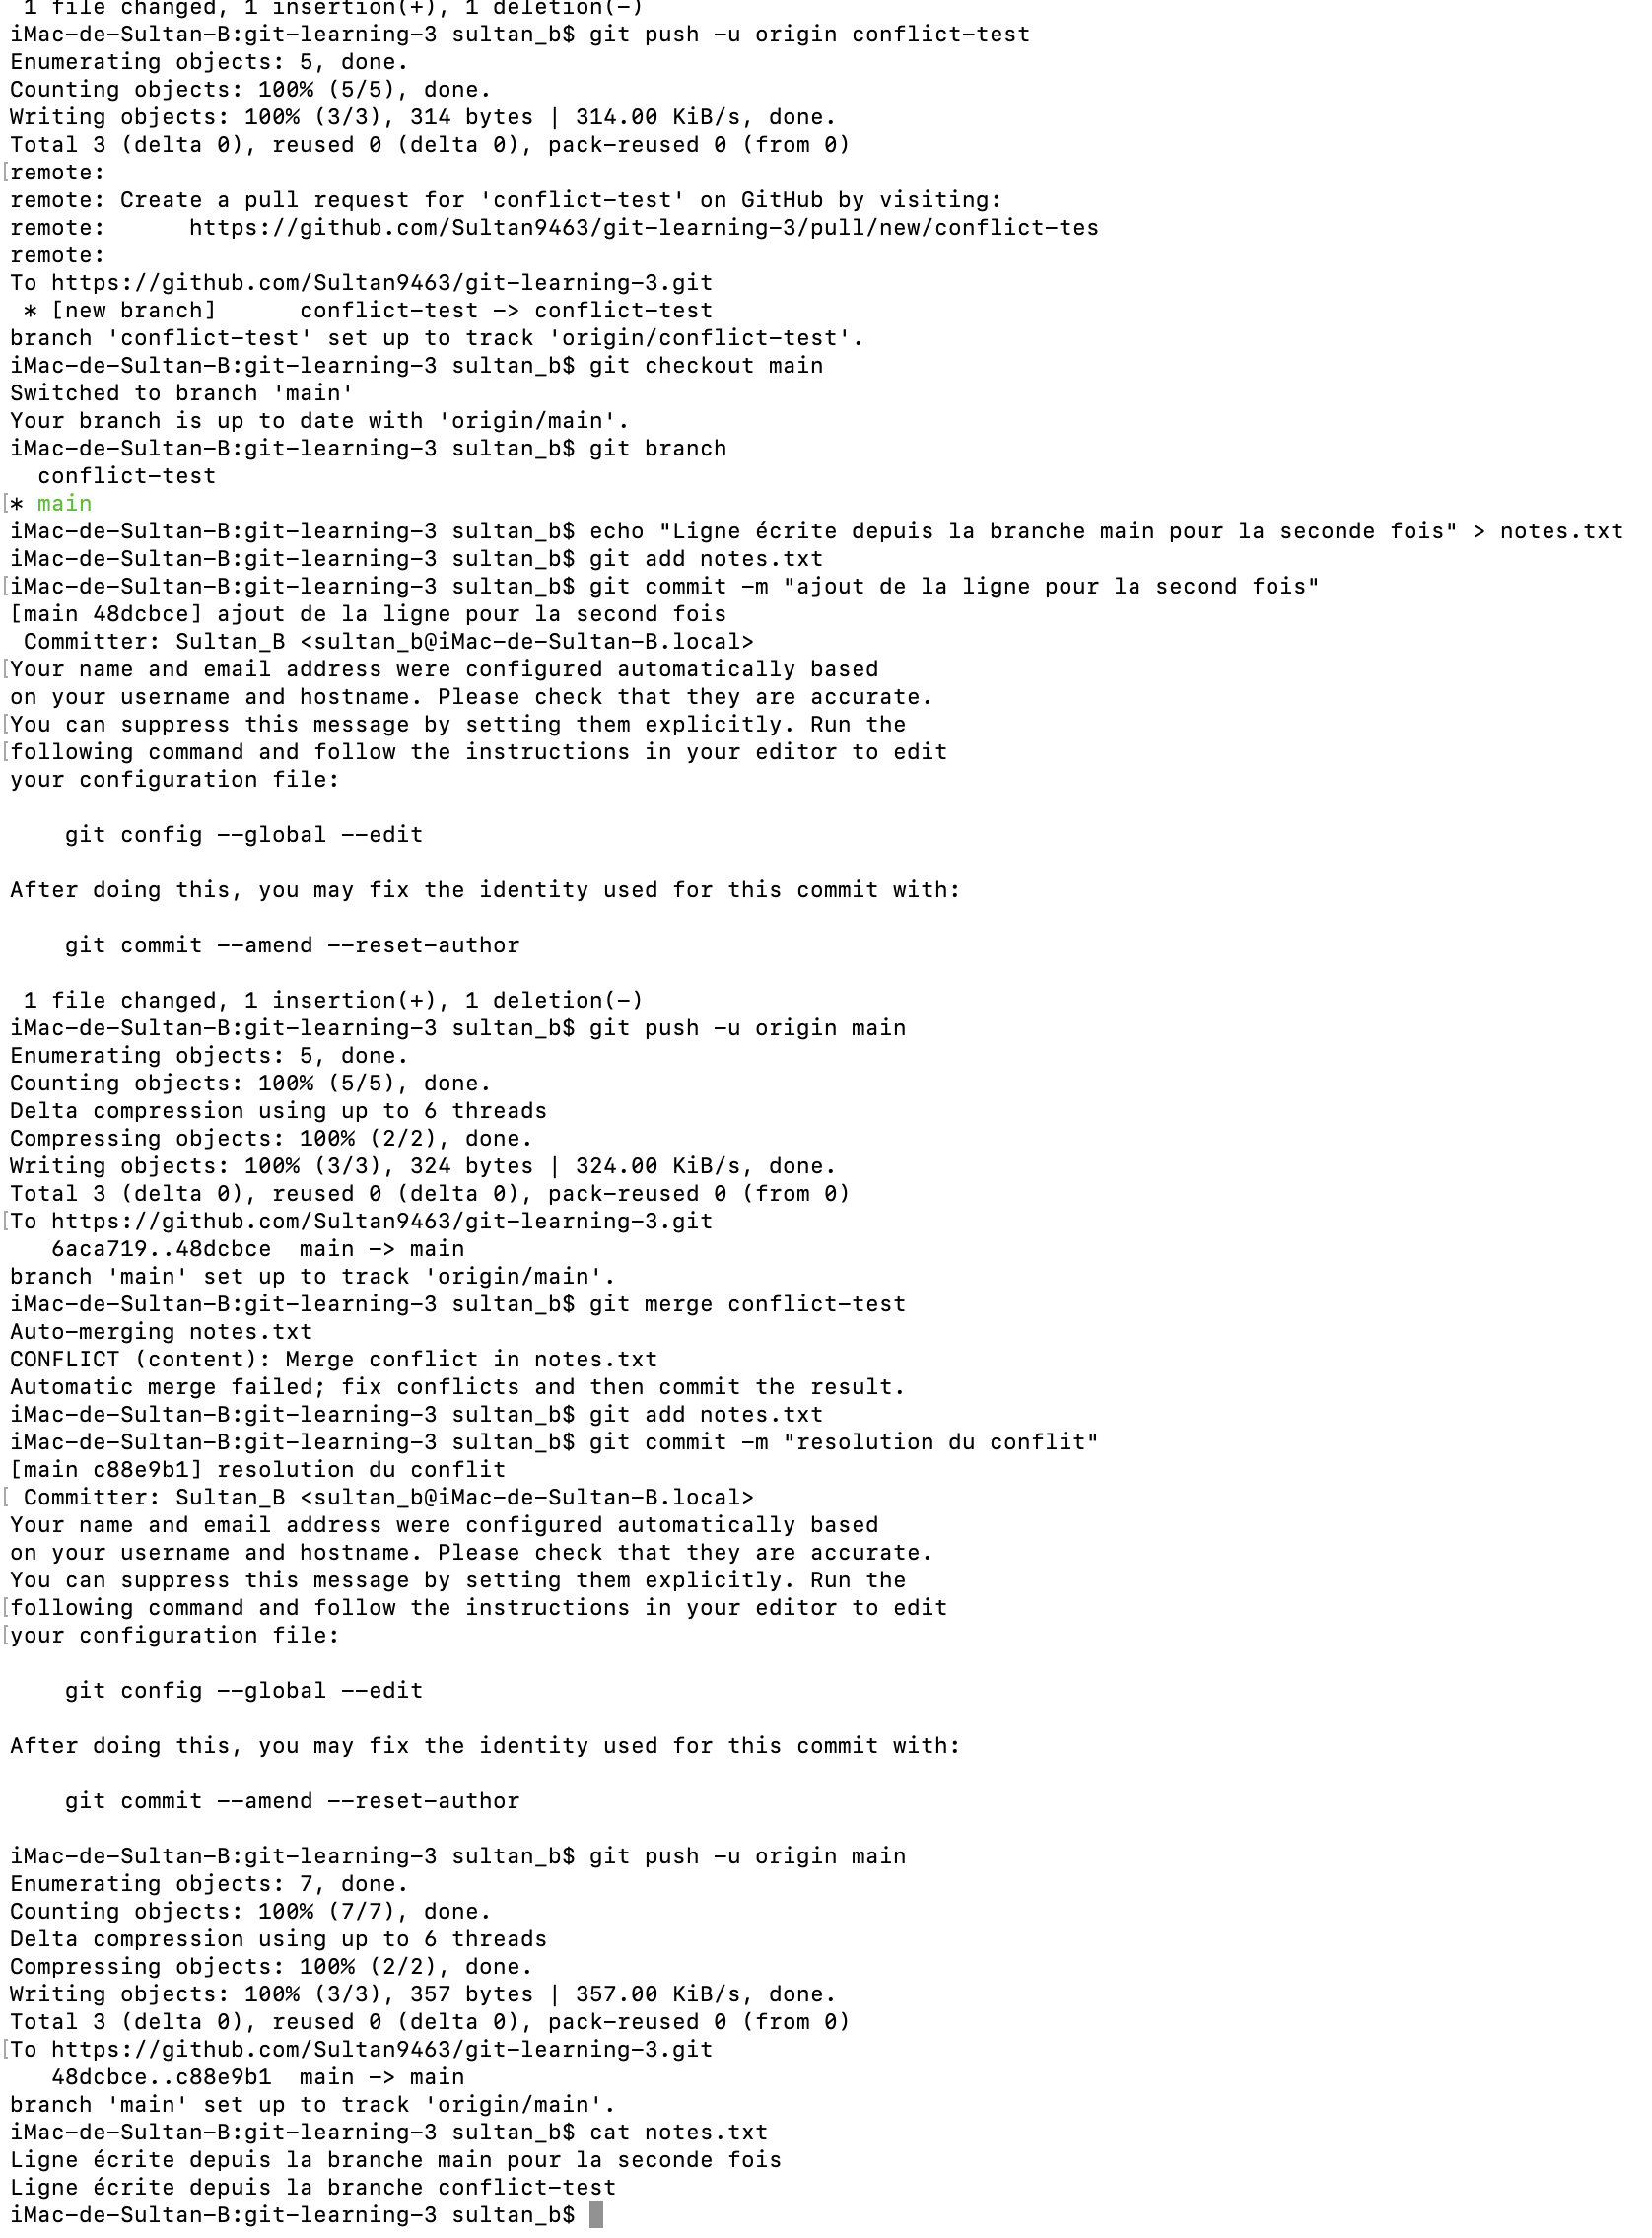 1 file changed, 1 insertion(+), 1 deletion(-)
iMac-de-Sultan-B:git-learning-3 sultan_b$ git push -u origin conflict-test
Enumerating objects: 5, done.
Counting objects: 100% (5/5), done.
Writing objects: 100% (3/3), 314 bytes | 314.00 KiB/s, done.
Total 3 (delta 0), reused 0 (delta 0), pack-reused 0 (from 0)
remote:
remote: Create a pull request for 'conflict-test' on GitHub by visiting:
remote:      https://github.com/Sultan9463/git-learning-3/pull/new/conflict-tes
remote:
To https://github.com/Sultan9463/git-learning-3.git
 * [new branch]      conflict-test -> conflict-test
branch 'conflict-test' set up to track 'origin/conflict-test'.
iMac-de-Sultan-B:git-learning-3 sultan_b$ git checkout main
Switched to branch 'main'
Your branch is up to date with 'origin/main'.
iMac-de-Sultan-B:git-learning-3 sultan_b$ git branch
  conflict-test
* main
iMac-de-Sultan-B:git-learning-3 sultan_b$ echo "Ligne écrite depuis la branche main pour la seconde fois" > notes.txt
iMac-de-Sultan-B:git-learning-3 sultan_b$ git add notes.txt
iMac-de-Sultan-B:git-learning-3 sultan_b$ git commit -m "ajout de la ligne pour la second fois"
[main 48dcbce] ajout de la ligne pour la second fois
 Committer: Sultan_B <sultan_b@iMac-de-Sultan-B.local>
Your name and email address were configured automatically based
on your username and hostname. Please check that they are accurate.
You can suppress this message by setting them explicitly. Run the
following command and follow the instructions in your editor to edit
your configuration file:

    git config --global --edit

After doing this, you may fix the identity used for this commit with:

    git commit --amend --reset-author

 1 file changed, 1 insertion(+), 1 deletion(-)
iMac-de-Sultan-B:git-learning-3 sultan_b$ git push -u origin main
Enumerating objects: 5, done.
Counting objects: 100% (5/5), done.
Delta compression using up to 6 threads
Compressing objects: 100% (2/2), done.
Writing objects: 100% (3/3), 324 bytes | 324.00 KiB/s, done.
Total 3 (delta 0), reused 0 (delta 0), pack-reused 0 (from 0)
To https://github.com/Sultan9463/git-learning-3.git
   6aca719..48dcbce  main -> main
branch 'main' set up to track 'origin/main'.
iMac-de-Sultan-B:git-learning-3 sultan_b$ git merge conflict-test
Auto-merging notes.txt
CONFLICT (content): Merge conflict in notes.txt
Automatic merge failed; fix conflicts and then commit the result.
iMac-de-Sultan-B:git-learning-3 sultan_b$ git add notes.txt
iMac-de-Sultan-B:git-learning-3 sultan_b$ git commit -m "resolution du conflit"
[main c88e9b1] resolution du conflit
 Committer: Sultan_B <sultan_b@iMac-de-Sultan-B.local>
Your name and email address were configured automatically based
on your username and hostname. Please check that they are accurate.
You can suppress this message by setting them explicitly. Run the
following command and follow the instructions in your editor to edit
your configuration file:

    git config --global --edit

After doing this, you may fix the identity used for this commit with:

    git commit --amend --reset-author

iMac-de-Sultan-B:git-learning-3 sultan_b$ git push -u origin main
Enumerating objects: 7, done.
Counting objects: 100% (7/7), done.
Delta compression using up to 6 threads
Compressing objects: 100% (2/2), done.
Writing objects: 100% (3/3), 357 bytes | 357.00 KiB/s, done.
Total 3 (delta 0), reused 0 (delta 0), pack-reused 0 (from 0)
To https://github.com/Sultan9463/git-learning-3.git
   48dcbce..c88e9b1  main -> main
branch 'main' set up to track 'origin/main'.
iMac-de-Sultan-B:git-learning-3 sultan_b$ cat notes.txt
Ligne écrite depuis la branche main pour la seconde fois
Ligne écrite depuis la branche conflict-test
iMac-de-Sultan-B:git-learning-3 sultan_b$